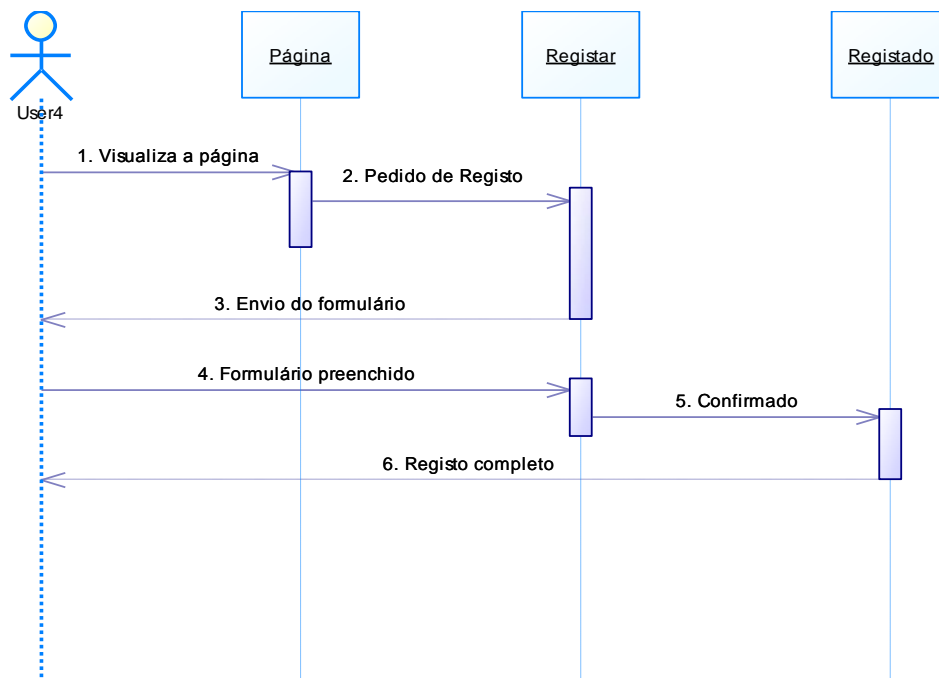 Página
Registar
Registado
User4
1. Visualiza a página
2. Pedido de Registo
3. Envio do formulário
4. Formulário preenchido
5. Confirmado
6. Registo completo